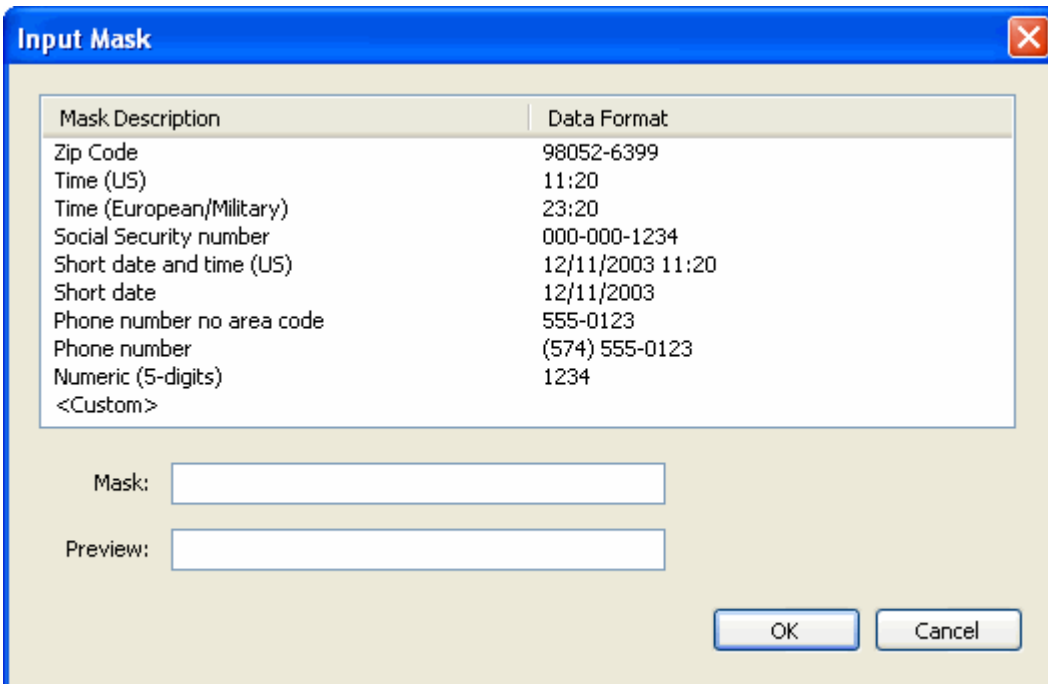 Input Mask
Mask Description Data Format
Zip Code 98052-6399
Time (US) 11:20
Time (European/Military) 23:20
Social Security number 000-000-1234
Short date and time (US) 12/11/2003 11:20
Short date 12/11/2003
Phone number no area code 555-0123
Phone number (574) 555-0123
Numeric (5-digits) 1234
<Custom>
Mask:
Preview:
OK Cancel